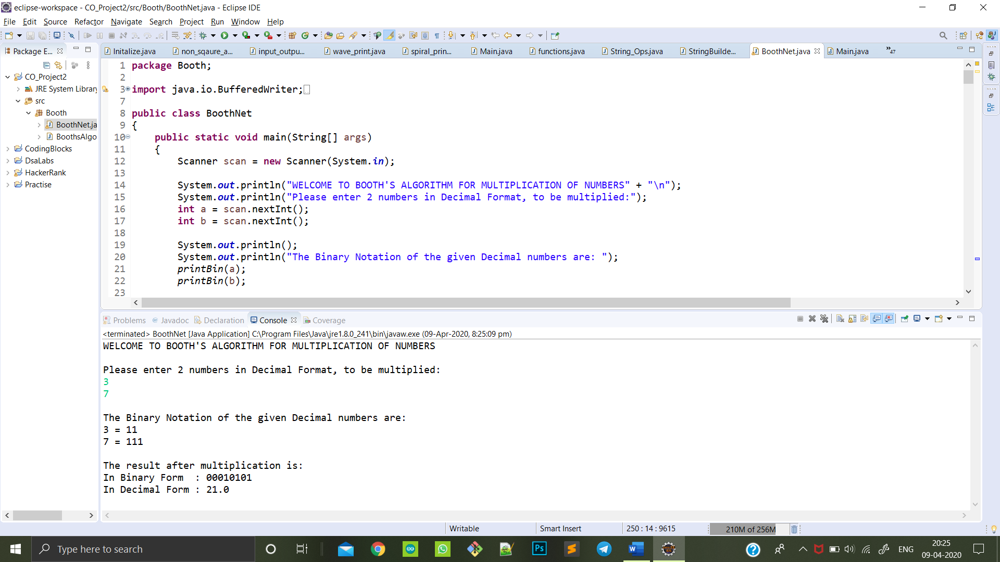 eclipse-workspace - CO_Project2/src/Booth/BoothNet.java - Eclipse IDE
File Edit Source Refactor Navigate Search Project Run Window Help
Package E...
Initalize.java non_sqaure_a... input_outpu... wave_print.java spiral_prin... Main.java functions.java String_Ops.java StringBuilde... BoothNet.java Main.java »47
CO_Project2
JRE System Library
src
Booth
BoothNet.ja
BoothsAlgo
CodingBlocks
DsaLabs
HackerRank
Practise
1 package Booth;
2
3 import java.io.BufferedWriter;
7
8 public class BoothNet
9 {
10 public static void main(String[] args)
11 {
12 Scanner scan = new Scanner(System.in);
13
14 System.out.println("WELCOME TO BOOTH'S ALGORITHM FOR MULTIPLICATION OF NUMBERS" + "\n");
15 System.out.println("Please enter 2 numbers in Decimal Format, to be multiplied:");
16 int a = scan.nextInt();
17 int b = scan.nextInt();
18
19 System.out.println();
20 System.out.println("The Binary Notation of the given Decimal numbers are: ");
21 printBin(a);
22 printBin(b);
23
Problems @ Javadoc Declaration Console Coverage
<terminated> BoothNet [Java Application] C:\Program Files\Java\jre1.8.0_241\bin\javaw.exe (09-Apr-2020, 8:25:09 pm)
WELCOME TO BOOTH'S ALGORITHM FOR MULTIPLICATION OF NUMBERS
Please enter 2 numbers in Decimal Format, to be multiplied:
3
7
The Binary Notation of the given Decimal numbers are:
3 = 11
7 = 111
The result after multiplication is:
In Binary Form  : 00010101
In Decimal Form : 21.0
Writable Smart Insert 250 : 14 : 9615 210M of 256M
Type here to search
Ps
ENG
20:25
09-04-2020